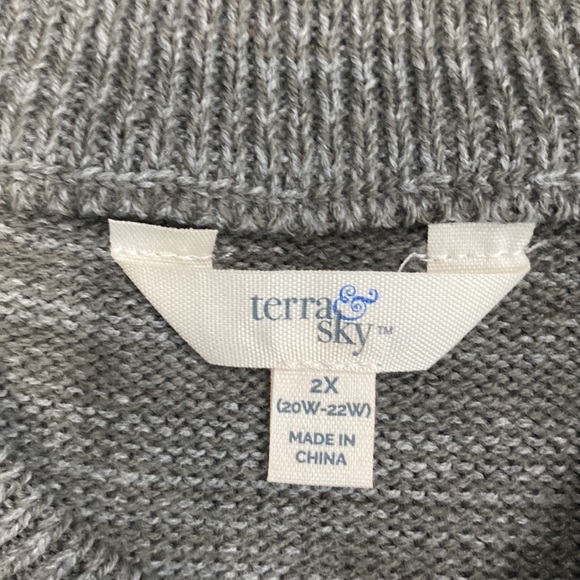 terra &
sky™
2X
(20W-22W)
MADE IN
CHINA